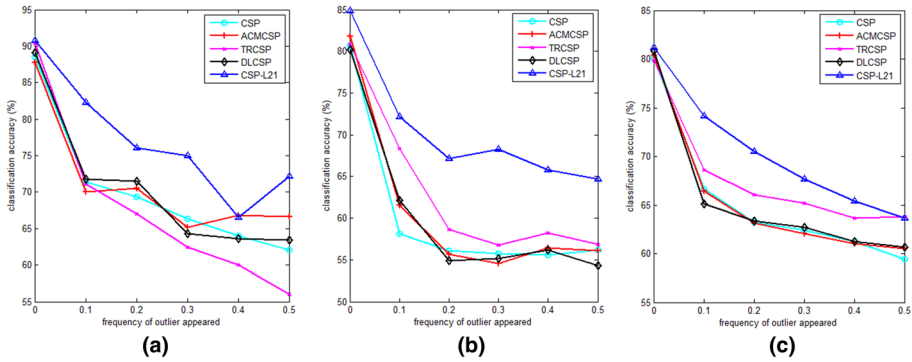 95
90
85
80
75
70
65
60
55
classification accuracy (%)
0
0.1
0.2
0.3
0.4
0.5
frequency of outlier appeared
CSP
ACMCSP
TRCSP
DLCSP
CSP-L21
(a)
85
80
75
70
65
60
55
50
classification accuracy (%)
0
0.1
0.2
0.3
0.4
0.5
frequency of outlier appeared
CSP
ACMCSP
TRCSP
DLCSP
CSP-L21
(b)
85
80
75
70
65
60
55
classification accuracy (%)
0
0.1
0.2
0.3
0.4
0.5
frequency of outlier appeared
CSP
ACMCSP
TRCSP
DLCSP
CSP-L21
(c)